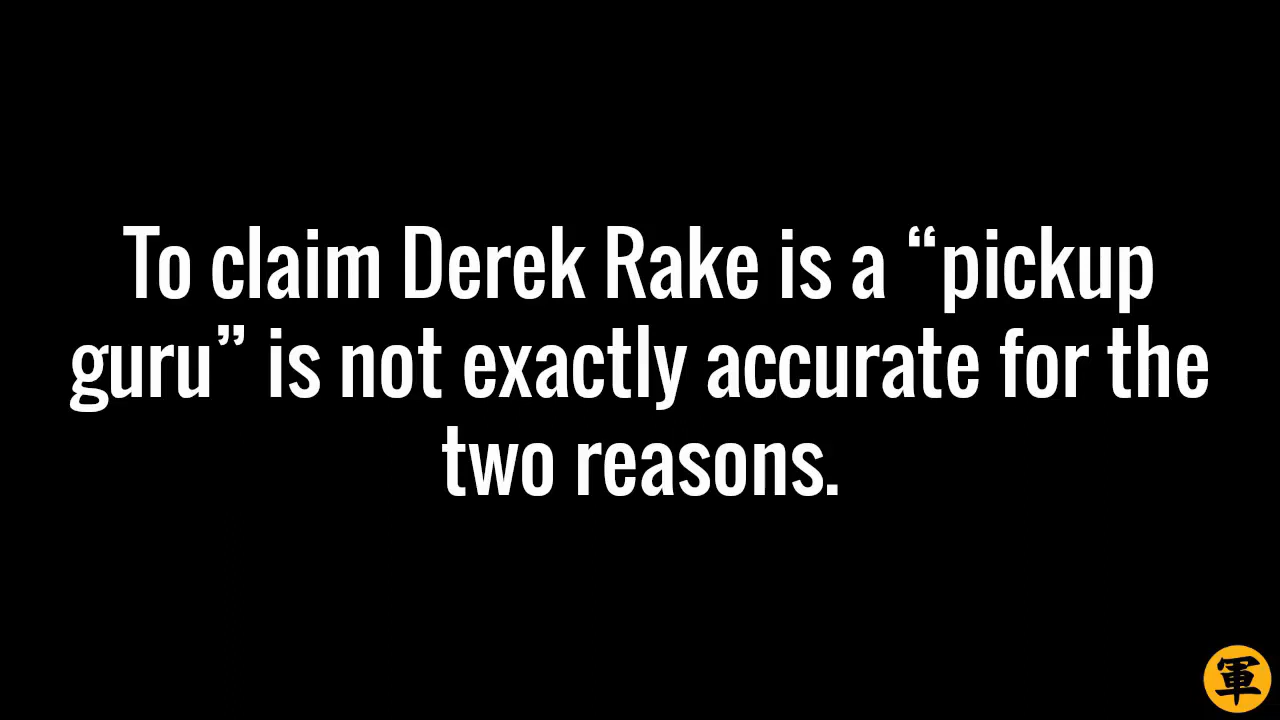 To claim Derek Rake is a “pickup
guru” is not exactly accurate for the
two reasons.
軍